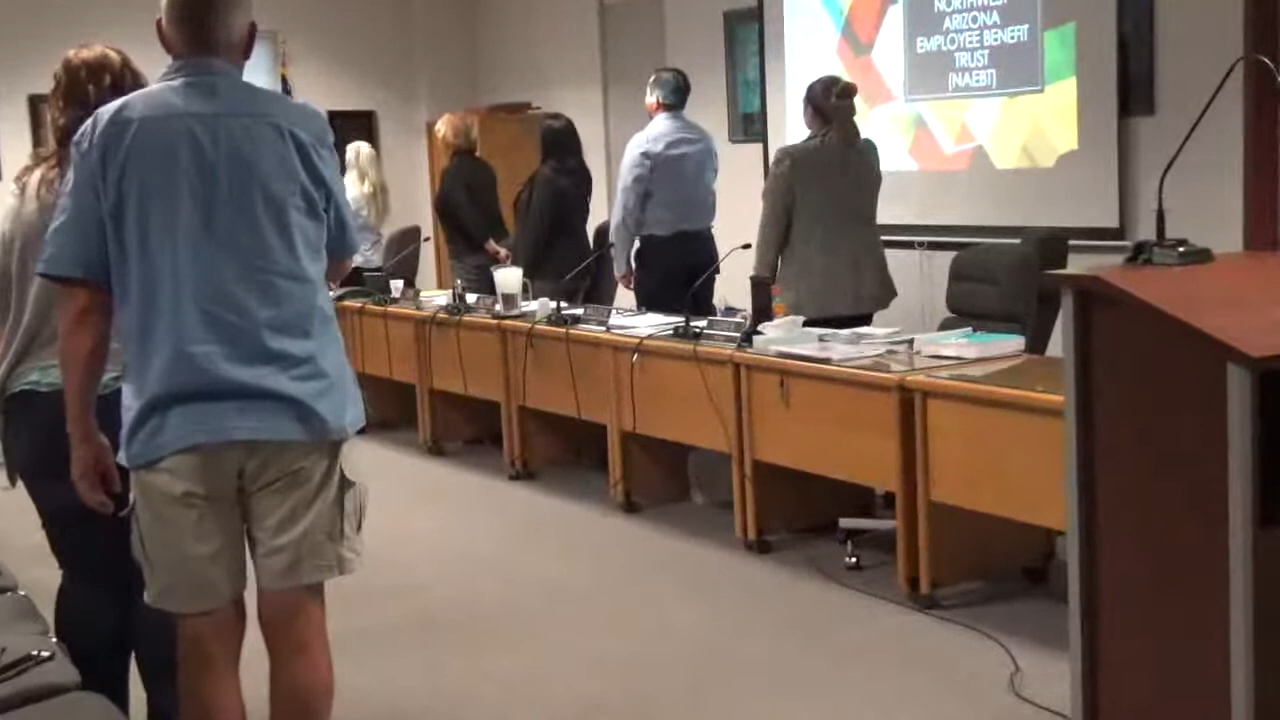 NORTHWEST
ARIZONA
EMPLOYEE BENEFIT
TRUST
(NAEBT)